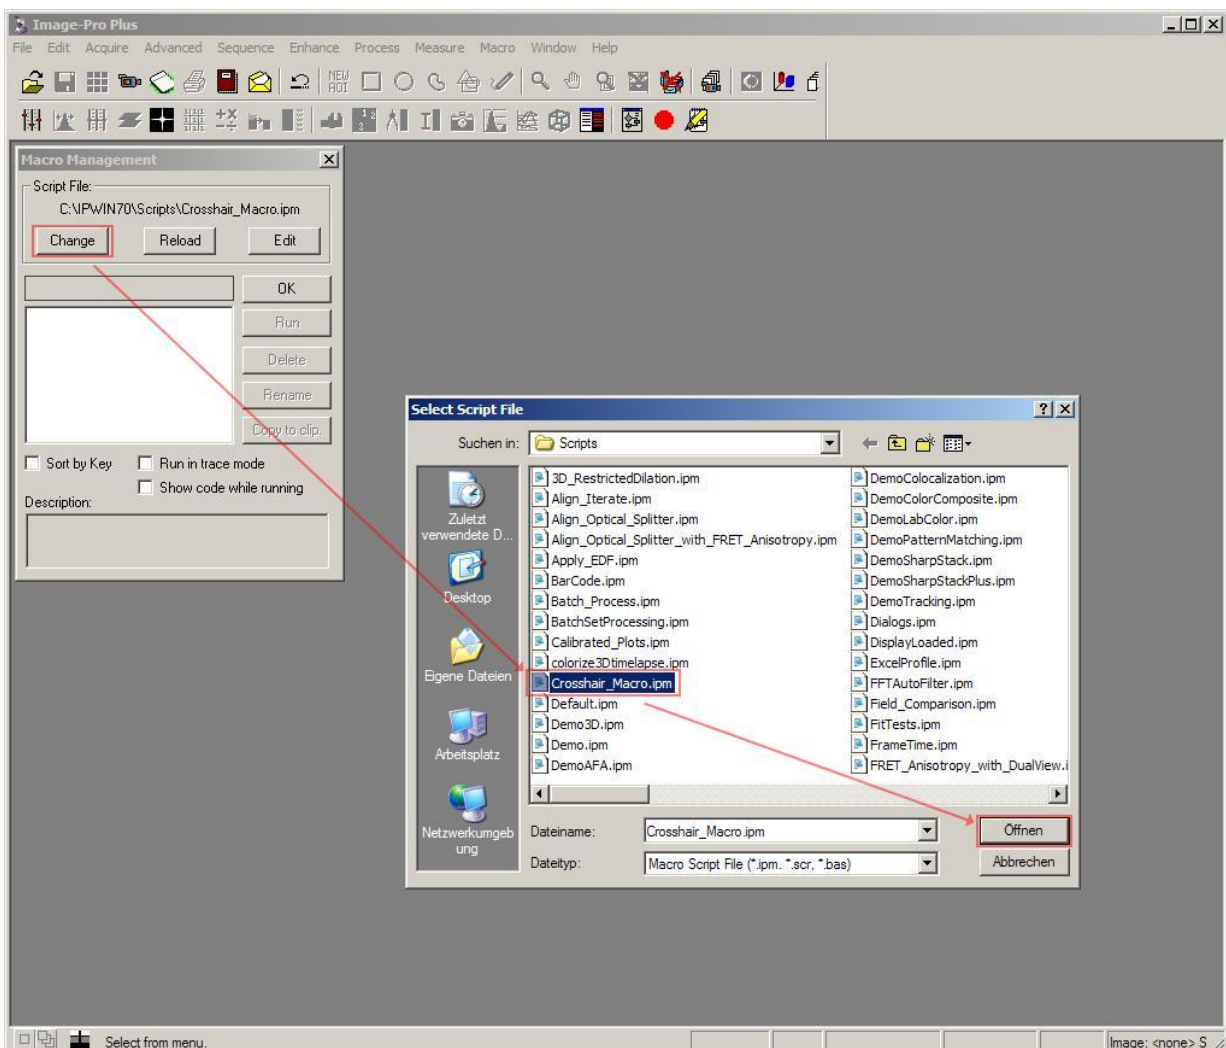 Image-Pro Plus
File Edit Acquire Advanced Sequence Enhance Process Measure Macro Window Help
NEW
AOI
Macro Management
Script File:
C:\IPWIN70\Scripts\Crosshair_Macro.ipm
Change Reload Edit
OK
Run
Delete
Rename
Copy to clip.
Sort by Key Run in trace mode
Show code while running
Description:
Select Script File
Suchen in: Scripts
Zuletzt
verwendete D...
Desktop
Eigene Dateien
Arbeitsplatz
Netzwerkumgeb
ung
3D_RestrictedDilation.ipm
Align_Iterate.ipm
Align_Optical_Splitter.ipm
Align_Optical_Splitter_with_FRET_Anisotropy.ipm
Apply_EDF.ipm
BarCode.ipm
Batch_Process.ipm
BatchSetProcessing.ipm
Calibrated_Plots.ipm
colorize3Dtimelapse.ipm
Crosshair_Macro.ipm
Default.ipm
Demo3D.ipm
Demo.ipm
DemoAFA.ipm
DemoColocalization.ipm
DemoColorComposite.ipm
DemoLabColor.ipm
DemoPatternMatching.ipm
DemoSharpStack.ipm
DemoSharpStackPlus.ipm
DemoTracking.ipm
Dialogs.ipm
DisplayLoaded.ipm
ExcelProfile.ipm
FFTAutoFilter.ipm
Field_Comparison.ipm
FitTests.ipm
FrameTime.ipm
FRET_Anisotropy_with_DualView.i
Dateiname: Crosshair_Macro.ipm Öffnen
Dateityp: Macro Script File (*.ipm. *.scr, *.bas) Abbrechen
Select from menu. Image: <none> S